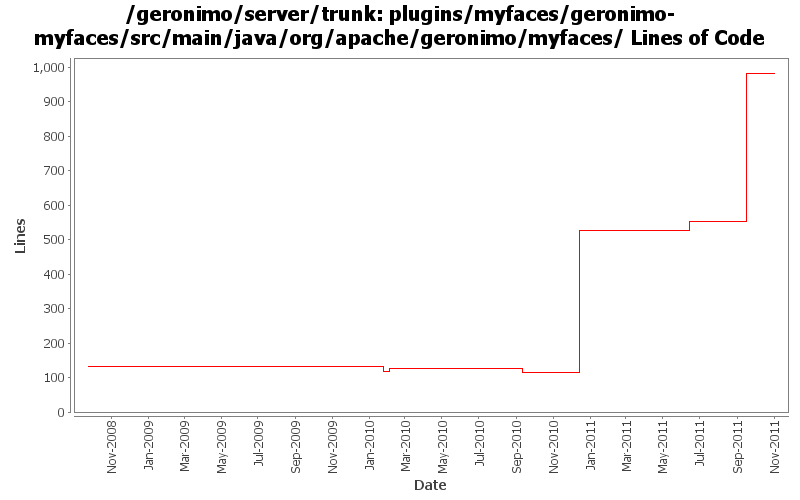 /geronimo/server/trunk: plugins/myfaces/geronimo-
myfaces/src/main/java/org/apache/geronimo/myfaces/ Lines of Code
1,000
900
800
700
600
500
400
300
200
100
0
Lines
Nov-2008
Jan-2009
Mar-2009
May-2009
Jul-2009
Sep-2009
Nov-2009
Jan-2010
Mar-2010
May-2010
Jul-2010
Sep-2010
Nov-2010
Jan-2011
Mar-2011
May-2011
Jul-2011
Sep-2011
Nov-2011
Date